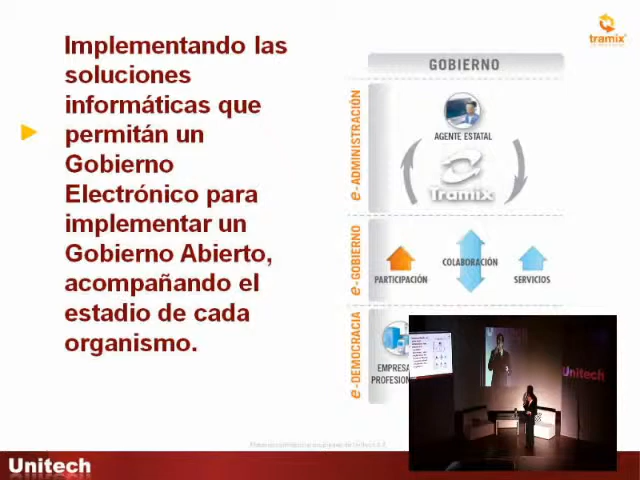 Implementando las
soluciones
informáticas que
permitán un
Gobierno
Electrónico para
implementar un
Gobierno Abierto,
acompañando el
estadio de cada
organismo.
tramix
GOBIERNO
e-ADMINISTRACIÓN
AGENTE ESTATAL
Tramix
e-GOBIERNO
PARTICIPACIÓN
COLABORACIÓN
SERVICIOS
e-DEMOCRACIA
EMPRESA
PROFESION
Unitech
Unitech